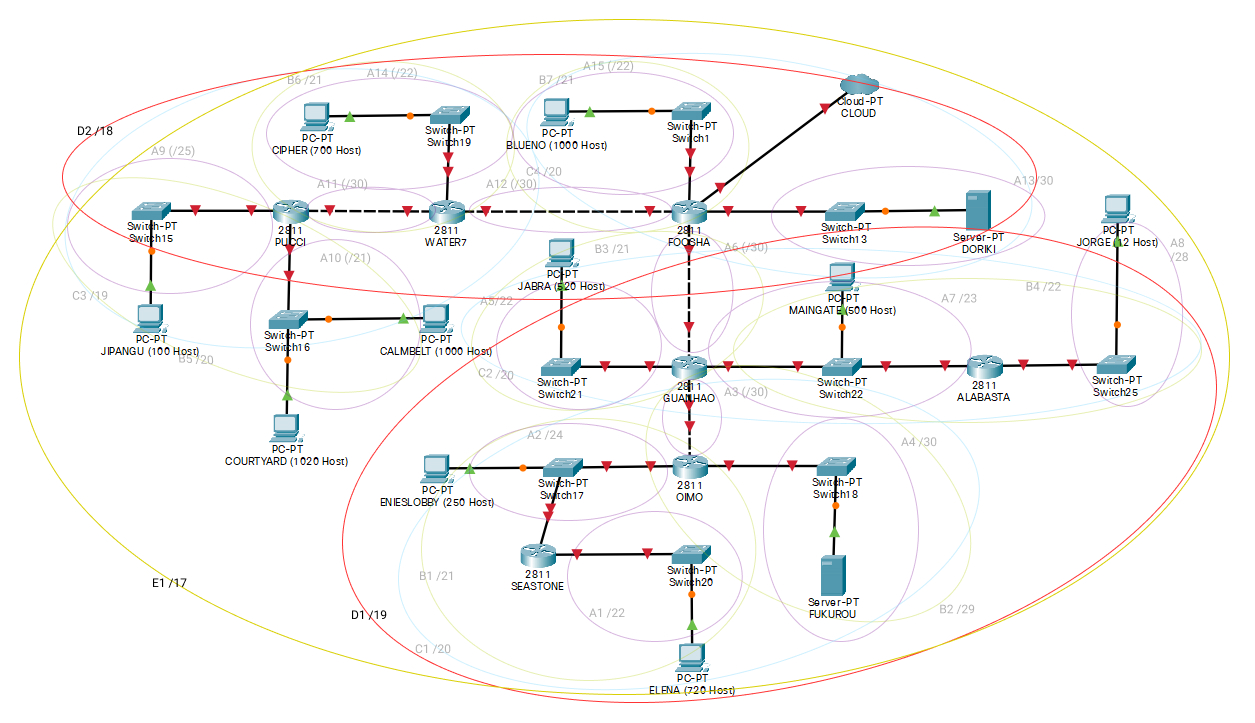 B6 /21
A14 (/22)
B7 /21
A15 (/22)
Cloud-PT
CLOUD
D2 /18
Switch-PT
Switch19
PC-PT
CIPHER (700 Host)
Switch-PT
Switch1
PC-PT
BLUENO (1000 Host)
A9 (/25)
C4 /20
A11 (/30)
A12 (/30)
A13/30
Switch-PT
Switch15
2811
PUCCI
2811
WATER7
2811
FOOSHA
Switch-PT
Switch13
Server-PT
DORIKI
PC-PT
JORGE (12 Host)
A10 (/21)
B3 /21
A6 (/30)
A8
/28
C3 /19
PC-PT
JABRA (520 Host)
B4 /22
A5/22
PC-PT
MAINGATE (500 Host)
A7 /23
PC-PT
JIPANGU (100 Host)
Switch-PT
Switch16
PC-PT
CALMBELT (1000 Host)
B5 /20
C2 /20
Switch-PT
Switch21
2811
GUANHAO
A3 (/30)
Switch-PT
Switch22
2811
ALABASTA
Switch-PT
Switch25
PC-PT
COURTYARD (1020 Host)
A2 /24
A4 /30
PC-PT
ENIESLOBBY (250 Host)
Switch-PT
Switch17
2811
OIMO
Switch-PT
Switch18
E1 /17
B1 /21
2811
SEASTONE
Switch-PT
Switch20
Server-PT
FUKUROU
D1 /19
A1 /22
B2 /29
C1 /20
PC-PT
ELENA (720 Host)